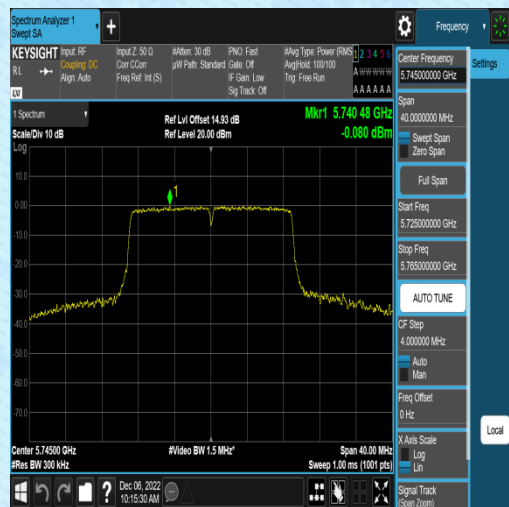 Spectrum Analyzer 1
Swept SA
+
Frequency
KEYSIGHT
RL
Input: RF
Coupling: DC
Align: Auto
Input Z: 50 Ω
Corr CCorr
Freq Ref: Int (S)
#Atten: 30 dB
µW Path: Standard
PNO: Fast
Gate: Off
IF Gain: Low
Sig Track: Off
#Avg Type: Power (RMS
Avg|Hold: 100/100
Trig: Free Run
1 2 3 4 5 6
A W W W W W
A A A A A A
1 Spectrum
Scale/Div 10 dB
Log
Ref Lvl Offset 14.93 dB
Ref Level 20.00 dBm
Mkr1 5.740 48 GHz
-0.080 dBm
10.0
0.00
-10.0
-20.0
-30.0
-40.0
-50.0
-60.0
-70.0
1
Center 5.74500 GHz
#Res BW 300 kHz
#Video BW 1.5 MHz*
Span 40.00 MHz
Sweep 1.00 ms (1001 pts)
Dec 06, 2022
10:15:30 AM
Center Frequency
5.745000000 GHz
Span
40.0000000 MHz
Swept Span
Zero Span
Full Span
Start Freq
5.725000000 GHz
Stop Freq
5.765000000 GHz
AUTO TUNE
CF Step
4.000000 MHz
Auto
Man
Freq Offset
0 Hz
X Axis Scale
Log
Lin
Signal Track
(Span Zoom)
Settings
Local